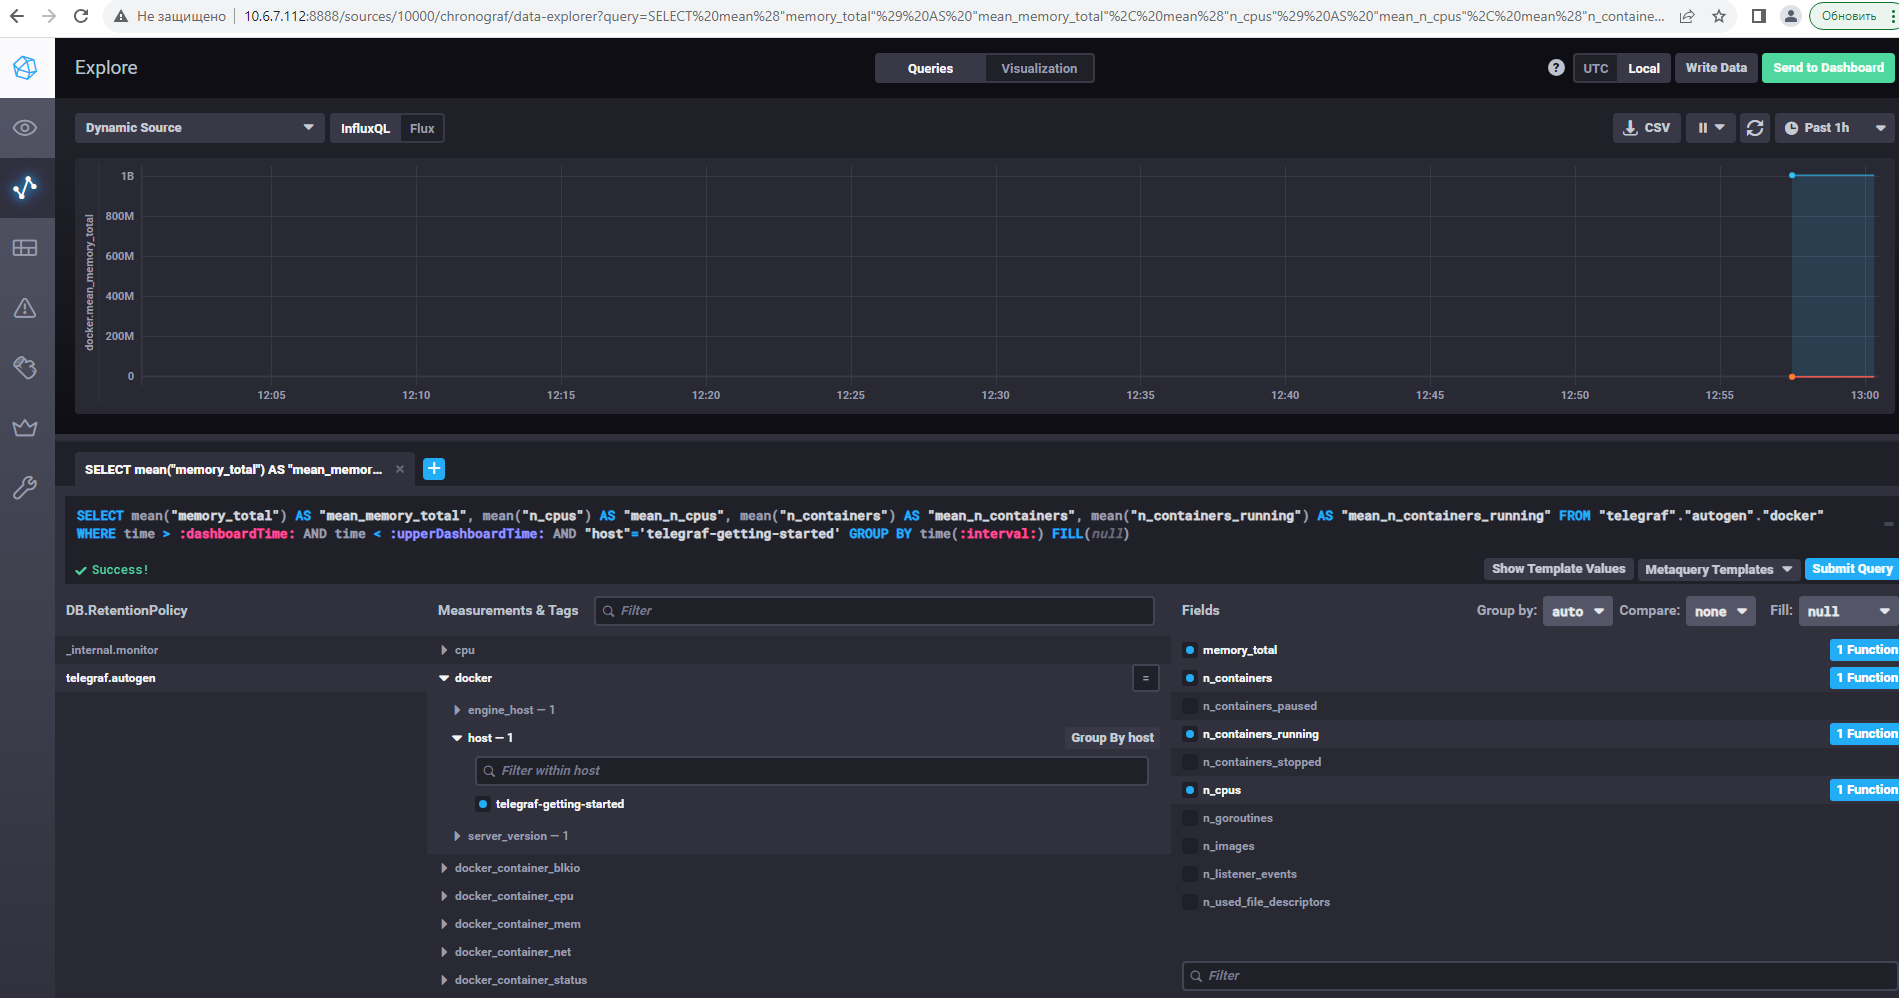 Не защищено 10.6.7.112:8888/sources/10000/chronograf/data-explorer?query=SELECT%20mean%28"memory_total"%29%20AS%20"mean_memory_total"%2C%20mean%28"n_cpus"%29%20AS%20"mean_n_cpus"%2C%20mean%28"n_containe... Обновить
Explore
Queries
Visualization
?
UTC
Local
Write Data
Send to Dashboard
Dynamic Source
InfluxQL
Flux
CSV
Past 1h
docker.mean_memory_total
1B
800M
600M
400M
200M
0
12:05 12:10 12:15 12:20 12:25 12:30 12:35 12:40 12:45 12:50 12:55 13:00
SELECT mean("memory_total") AS "mean_memor... × +
SELECT mean("memory_total") AS "mean_memory_total", mean("n_cpus") AS "mean_n_cpus", mean("n_containers") AS "mean_n_containers", mean("n_containers_running") AS "mean_n_containers_running" FROM "telegraf"."autogen"."docker"
WHERE time > :dashboardTime: AND time < :upperDashboardTime: AND "host"='telegraf-getting-started' GROUP BY time(:interval:) FILL(null)
Success!
Show Template Values
Metaquery Templates
Submit Query
DB.RetentionPolicy
_internal.monitor
telegraf.autogen
Measurements & Tags
Filter
cpu
docker
=
engine_host — 1
host — 1
Group By host
Filter within host
telegraf-getting-started
server_version — 1
docker_container_blkio
docker_container_cpu
docker_container_mem
docker_container_net
docker_container_status
Fields
Group by: auto
Compare: none
Fill: null
memory_total 1 Function
n_containers 1 Function
n_containers_paused
n_containers_running 1 Function
n_containers_stopped
n_cpus 1 Function
n_goroutines
n_images
n_listener_events
n_used_file_descriptors
Filter